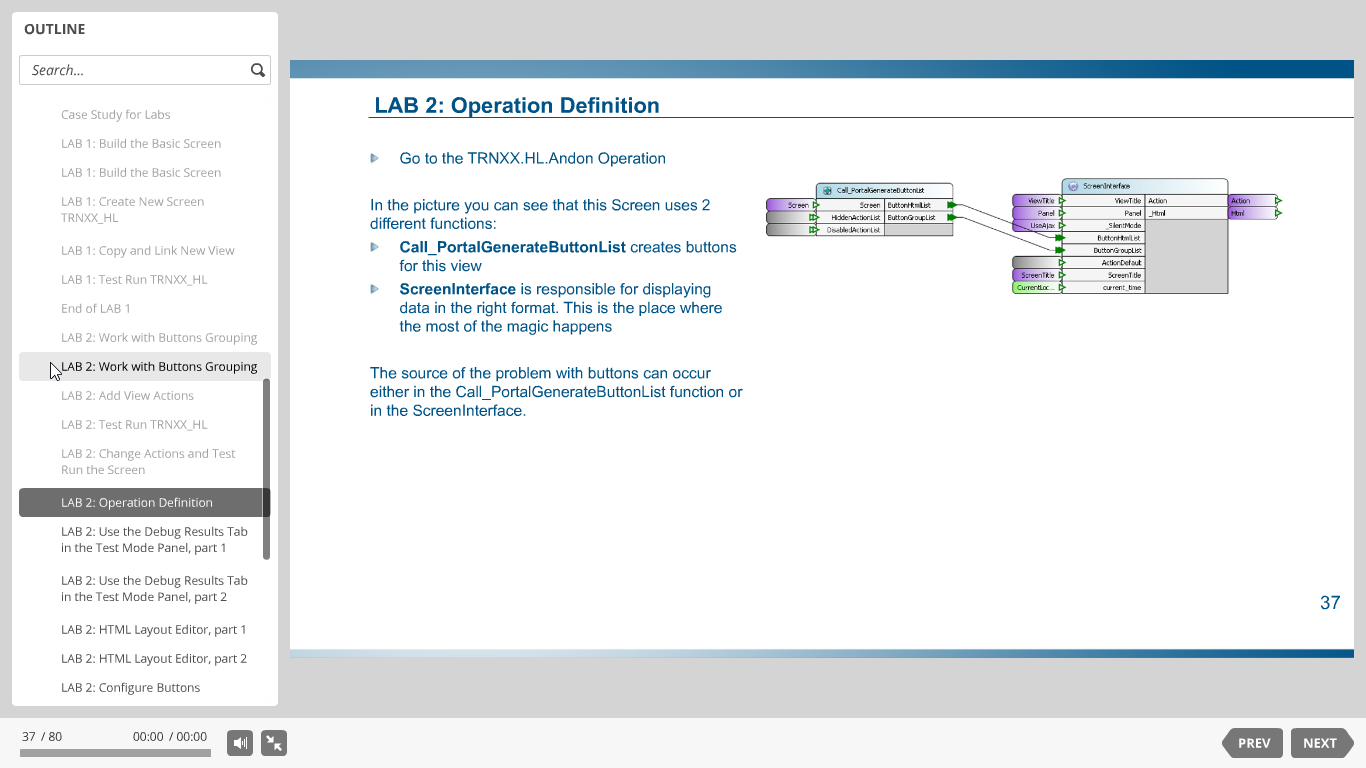 OUTLINE
Search...
Case Study for Labs
LAB 1: Build the Basic Screen
LAB 1: Build the Basic Screen
LAB 1: Create New Screen
TRNXX_HL
LAB 1: Copy and Link New View
LAB 1: Test Run TRNXX_HL
End of LAB 1
LAB 2: Work with Buttons Grouping
LAB 2: Work with Buttons Grouping
LAB 2: Add View Actions
LAB 2: Test Run TRNXX_HL
LAB 2: Change Actions and Test
Run the Screen
LAB 2: Operation Definition
LAB 2: Use the Debug Results Tab
in the Test Mode Panel, part 1
LAB 2: Use the Debug Results Tab
in the Test Mode Panel, part 2
LAB 2: HTML Layout Editor, part 1
LAB 2: HTML Layout Editor, part 2
LAB 2: Configure Buttons
LAB 2: Operation Definition
Go to the TRNXX.HL.Andon Operation
In the picture you can see that this Screen uses 2
different functions:
Call_PortalGenerateButtonList creates buttons
for this view
ScreenInterface is responsible for displaying
data in the right format. This is the place where
the most of the magic happens
The source of the problem with buttons can occur
either in the Call_PortalGenerateButtonList function or
in the ScreenInterface.
Call_PortalGenerateButtonList
Screen Screen ButtonHtmlList
HiddenActionList ButtonGroupList
DisabledActionList
ScreenInterface
ViewTitle ViewTitle Action Action
Panel Panel _Html Html
UseAjax _SilentMode
ButtonHtmlList
ButtonGroupList
ActionDefault
ScreenTitle ScreenTitle
CurrentLoc... current_time
37
37 / 80 00:00 / 00:00
PREV NEXT